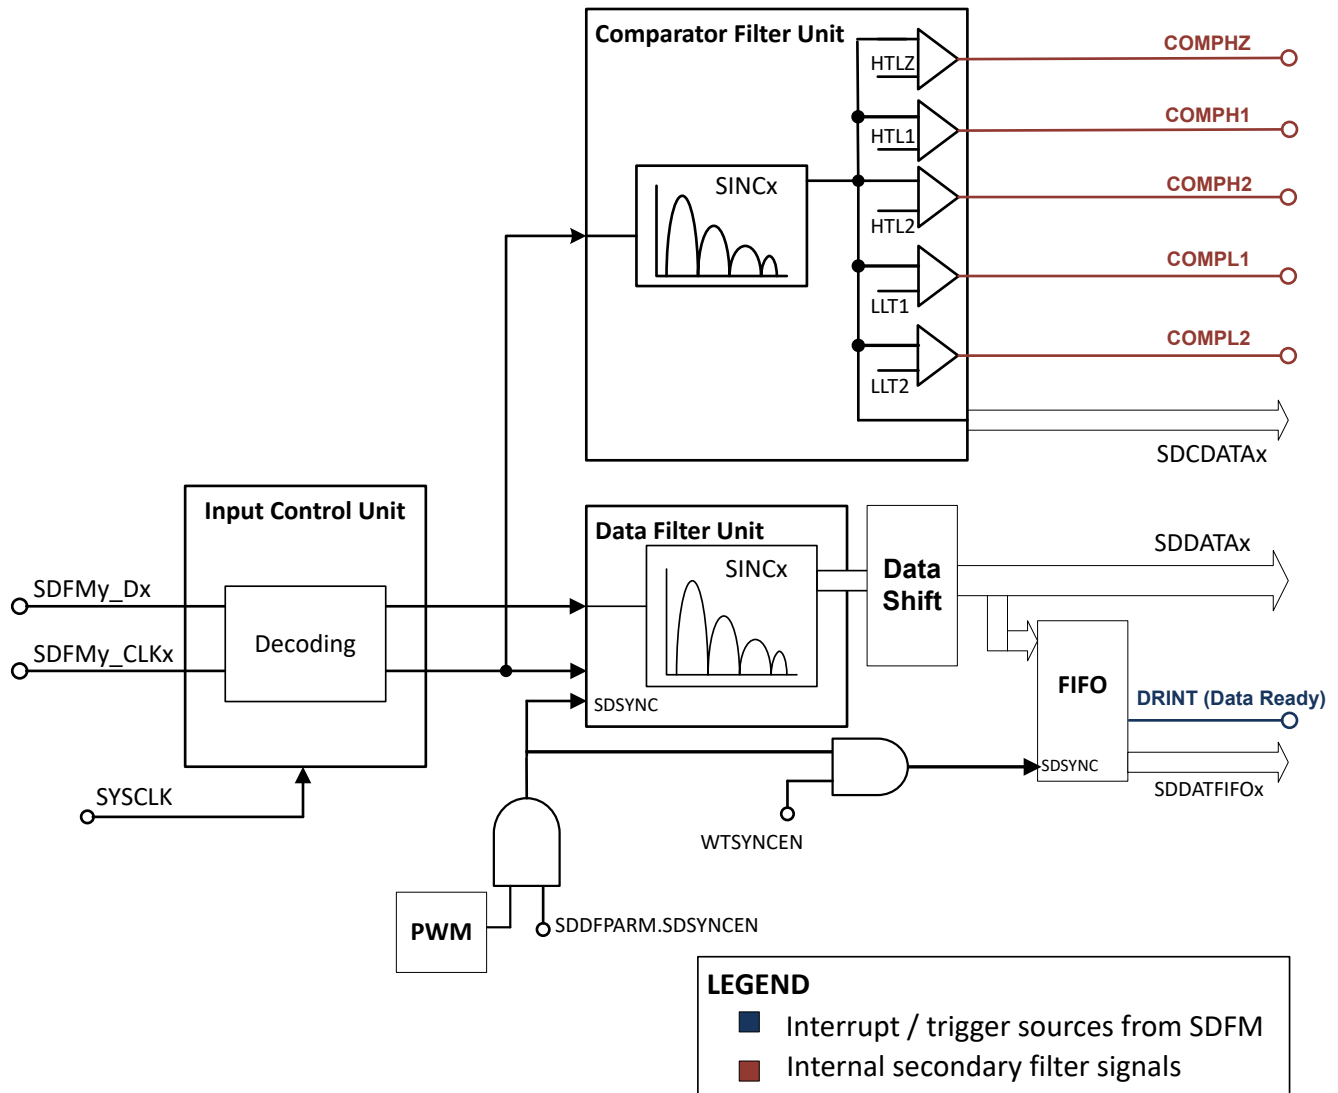 Comparator Filter Unit
HTLZ
COMPHZ
HTL1
COMPH1
SINCx
HTL2
COMPH2
LLT1
COMPL1
LLT2
COMPL2
SDCDATAx
Input Control Unit
Data Filter Unit
SINCx
Data
Shift
SDDATAx
SDFMy_Dx
SDFMy_CLKx
Decoding
SDSYNC
FIFO
DRINT (Data Ready)
SDSYNC
SDDATFIFOx
SYSCLK
WTSYNCEN
PWM
SDDFPARM.SDSYNCEN
LEGEND
Interrupt / trigger sources from SDFM
Internal secondary filter signals